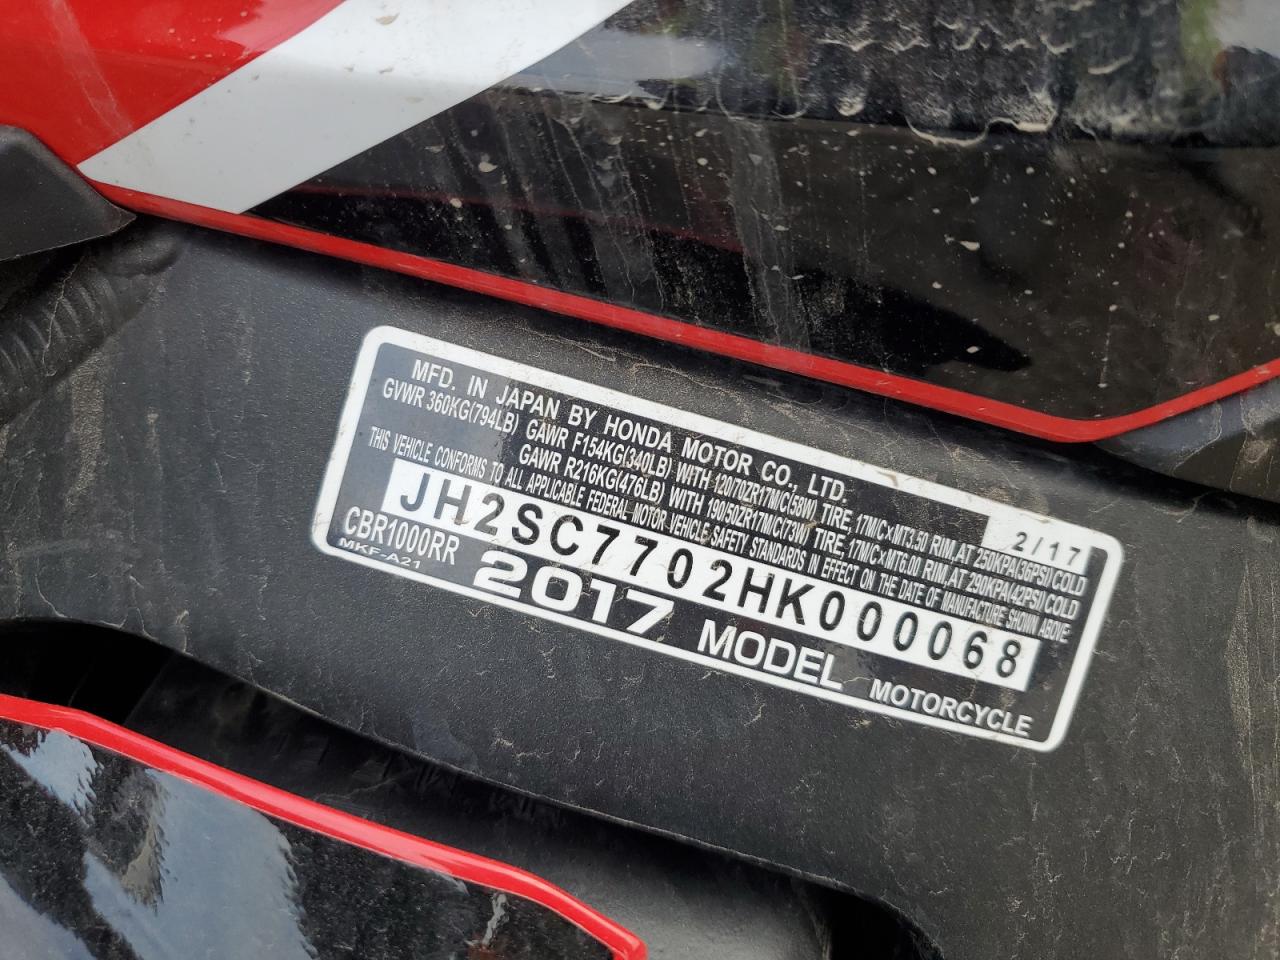 MFD. IN JAPAN BY HONDA MOTOR CO., LTD. 2/17
GVWR 360KG(794LB) GAWR F154KG(340LB) WITH 120/70ZR17M/C(58W) TIRE, 17M/C×MT3.50 RIM, AT 250KPA(36PSI)COLD
GAWR R216KG(476LB) WITH 190/50ZR17M/C(73W) TIRE, 17M/C×MT6.00 RIM, AT 290KPA(42PSI)COLD
THIS VEHICLE CONFORMS TO ALL APPLICABLE FEDERAL MOTOR VEHICLE SAFETY STANDARDS IN EFFECT ON THE DATE OF MANUFACTURE SHOWN ABOVE.
JH2SC7702HK000068
CBR1000RR 2017 MODEL MOTORCYCLE
MKF-A21